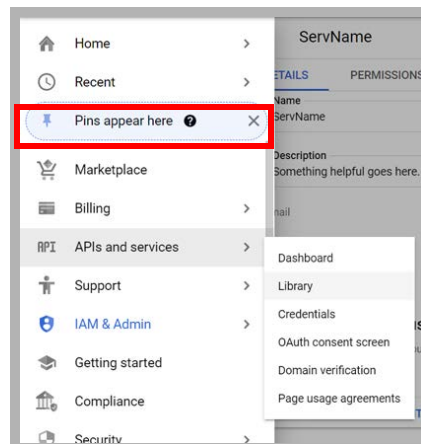 Home
Recent
Pins appear here
Marketplace
Billing
API APIs and services
Support
IAM & Admin
Getting started
Compliance
Security
ServName
ETAILS PERMISSIONS
Name
ServName
Description
Something helpful goes here.
nail
Dashboard
Library
Credentials
OAuth consent screen
Domain verification
Page usage agreements